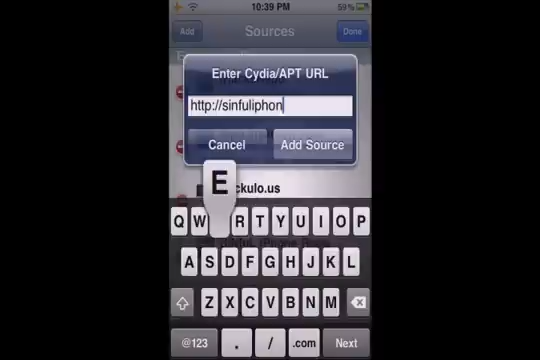 10:39 PM 59%
Add Sources Done
Enter Cydia/APT URL
http://sinfuliphon
Cancel Add Source
ckulo.us
E
Q W R T Y U I O P
A S D F G H J K L
Z X C V B N M
@123 . / .com Next